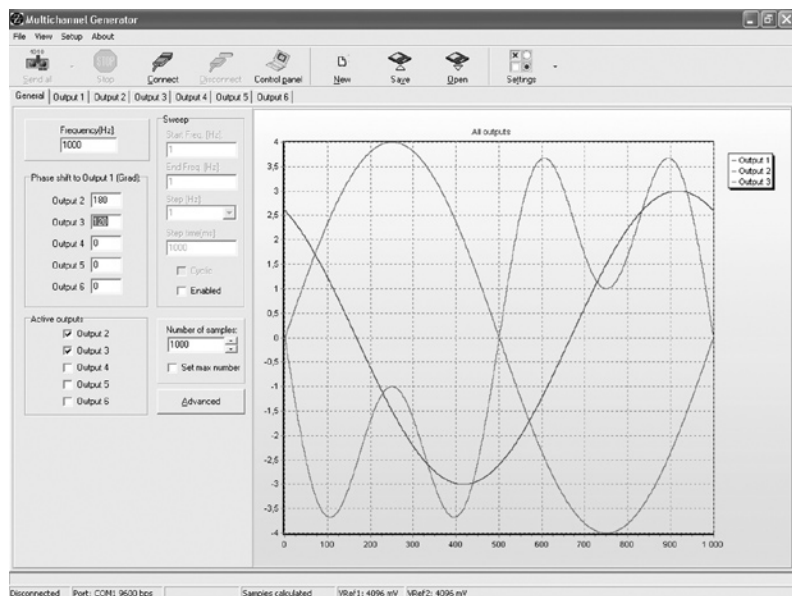 Multichannel Generator
File View Setup About
Send all Stop Connect Disconnect Control panel New Save Open Settings
General Output 1 Output 2 Output 3 Output 4 Output 5 Output 6
Frequency[Hz]
1000
Phase shift to Output 1 (Grad):
Output 2 180
Output 3 120
Output 4 0
Output 5 0
Output 6 0
Active outputs
Output 2
Output 3
Output 4
Output 5
Output 6
Sweep
Start Freq. [Hz]
1
End Freq. [Hz]
1
Step [Hz]
1
Step time[ms]
1000
Cyclic
Enabled
Number of samples:
1000
Set max number
Advanced
All outputs
4
3,5
3
2,5
2
1,5
1
0,5
0
-0,5
-1
-1,5
-2
-2,5
-3
-3,5
-4
0 100 200 300 400 500 600 700 800 900 1 000
Output 1
Output 2
Output 3
Disconnected Port: COM1 9600 bps Samples calculated VRef1: 4096 mV VRef2: 4096 mV